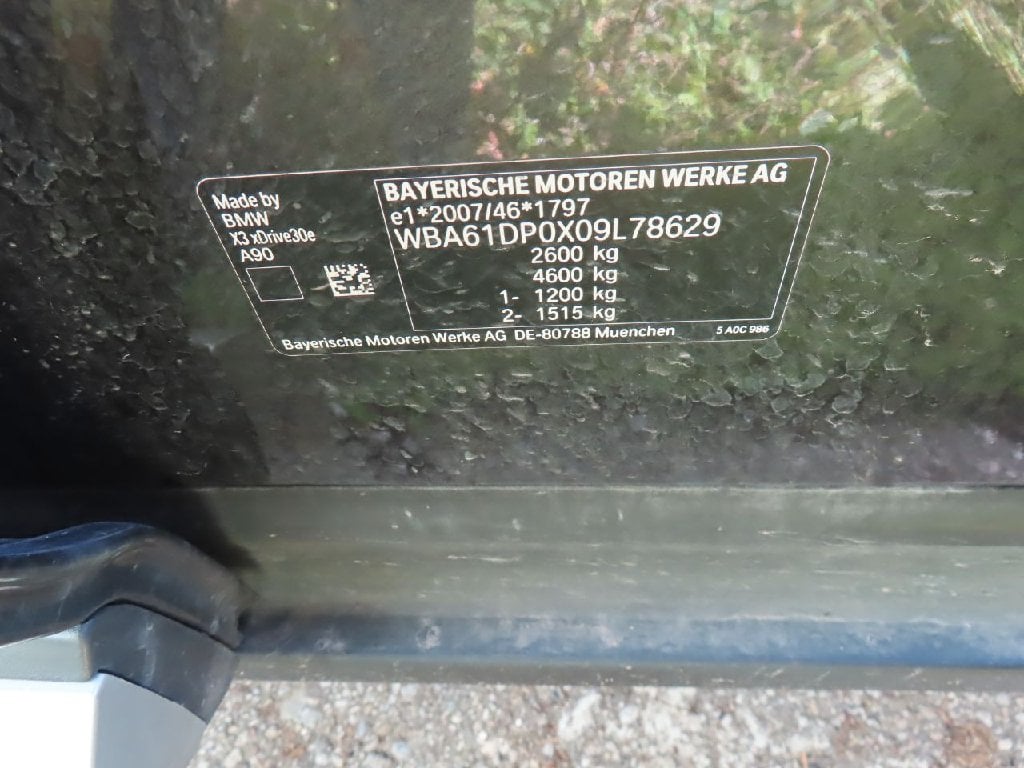 Made by
BMW
X3 xDrive30e
A90
BAYERISCHE MOTOREN WERKE AG
e1*2007/46*1797
WBA61DP0X09L78629
2600 kg
4600 kg
1- 1200 kg
2- 1515 kg
Bayerische Motoren Werke AG DE-80788 Muenchen
5 A0C 986